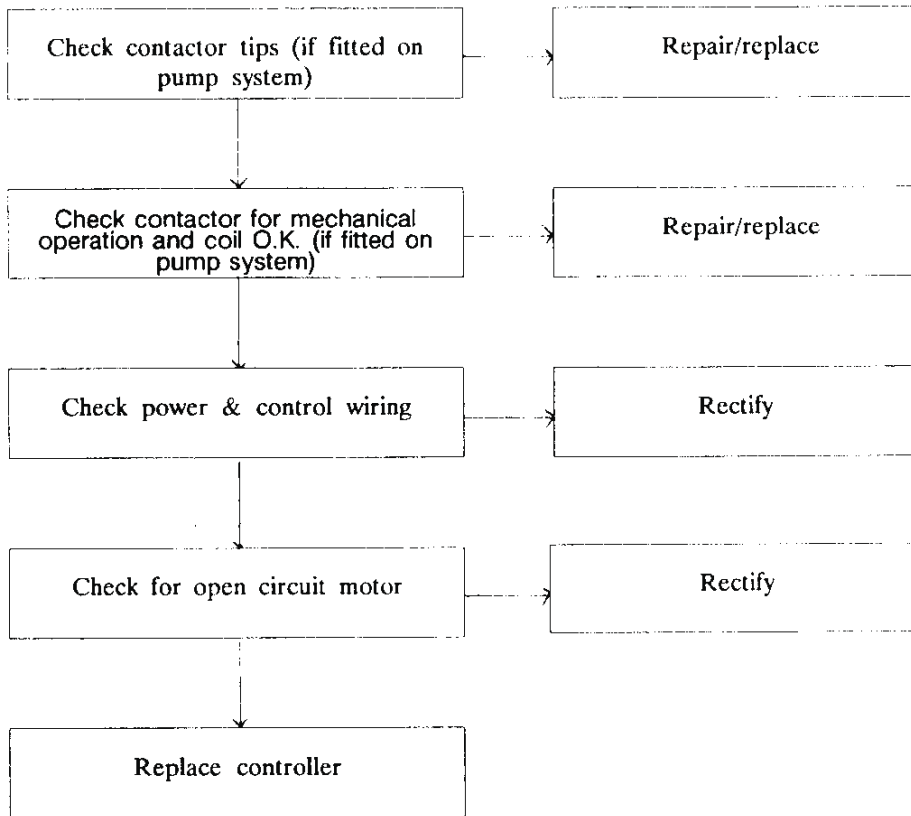 Check contactor tips (if fitted on
pump system)
Repair/replace
Check contactor for mechanical
operation and coil O.K. (if fitted on
pump system)
Repair/replace
Check power & control wiring
Rectify
Check for open circuit motor
Rectify
Replace controller